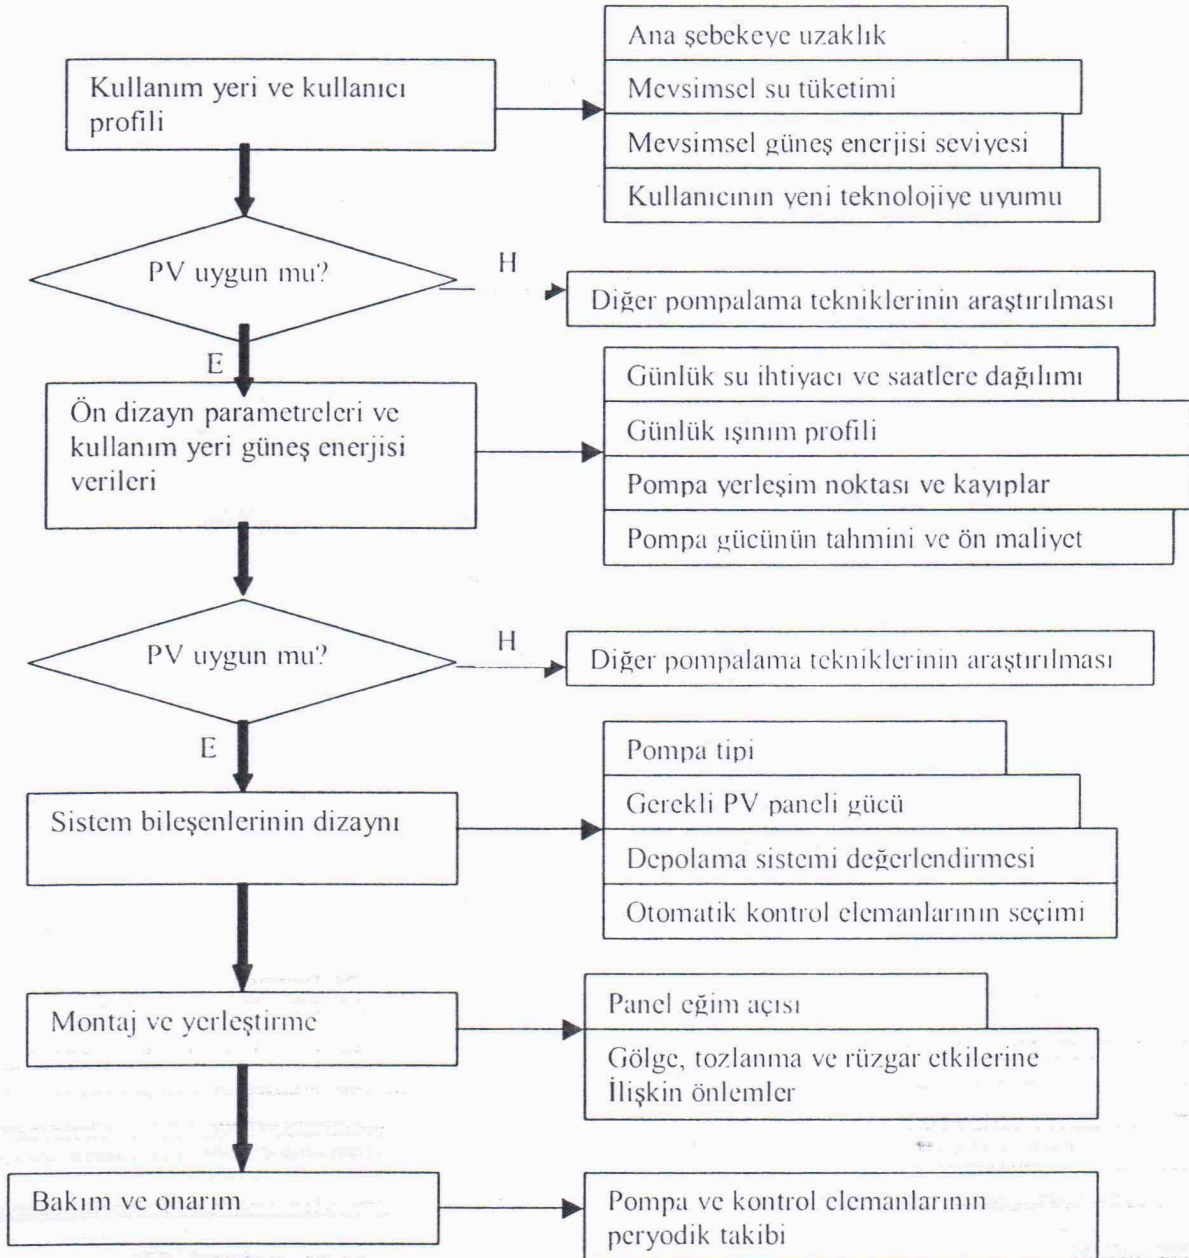 Kullanım yeri ve kullanıcı
profili
Ana şebekeye uzaklık
Mevsimsel su tüketimi
Mevsimsel güneş enerjisi seviyesi
Kullanıcının yeni teknolojiye uyumu
PV uygun mu?
H
Diğer pompalama tekniklerinin araştırılması
E
Ön dizayn parametreleri ve
kullanım yeri güneş enerjisi
verileri
Günlük su ihtiyacı ve saatlere dağılımı
Günlük ışınım profili
Pompa yerleşim noktası ve kayıplar
Pompa gücünün tahmini ve ön maliyet
PV uygun mu?
H
Diğer pompalama tekniklerinin araştırılması
E
Sistem bileşenlerinin dizaynı
Pompa tipi
Gerekli PV paneli gücü
Depolama sistemi değerlendirmesi
Otomatik kontrol elemanlarının seçimi
Montaj ve yerleştirme
Panel eğim açısı
Gölge, tozlanma ve rüzgar etkilerine
İlişkin önlemler
Bakım ve onarım
Pompa ve kontrol elemanlarının
peryodik takibi